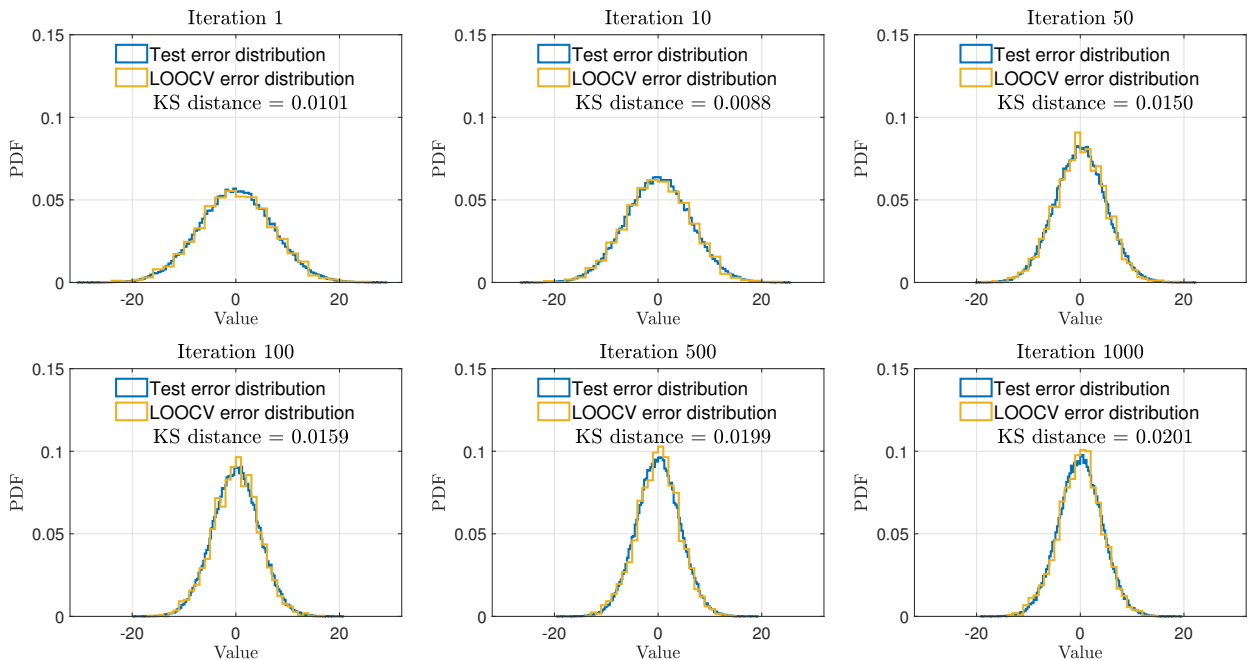 Iteration 1
0.15
Test error distribution
LOOCV error distribution
KS distance = 0.0101
0.1
PDF
0.05
0
-20
0
20
Value
Iteration 10
0.15
Test error distribution
LOOCV error distribution
KS distance = 0.0088
0.1
PDF
0.05
0
-20
0
20
Value
Iteration 50
0.15
Test error distribution
LOOCV error distribution
KS distance = 0.0150
0.1
PDF
0.05
0
-20
0
20
Value
Iteration 100
0.15
Test error distribution
LOOCV error distribution
KS distance = 0.0159
0.1
PDF
0.05
0
-20
0
20
Value
Iteration 500
0.15
Test error distribution
LOOCV error distribution
KS distance = 0.0199
0.1
PDF
0.05
0
-20
0
20
Value
Iteration 1000
0.15
Test error distribution
LOOCV error distribution
KS distance = 0.0201
0.1
PDF
0.05
0
-20
0
20
Value